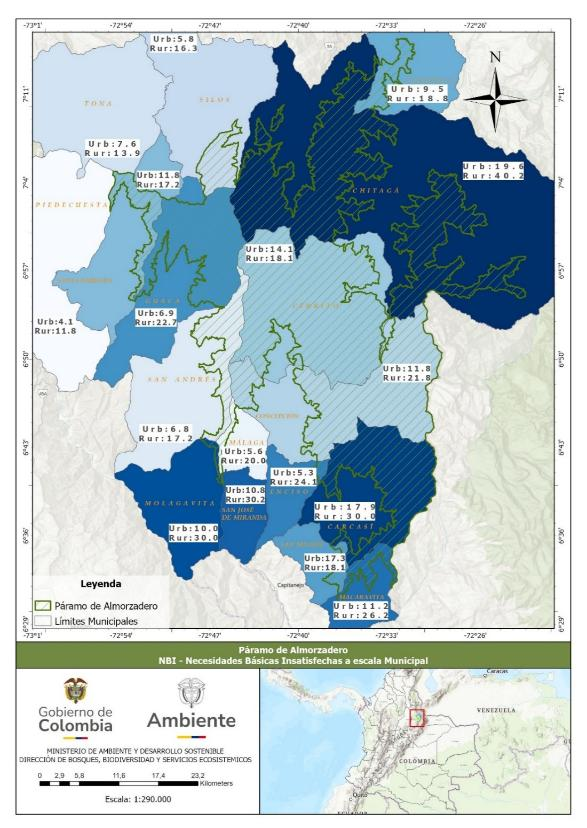 -73°1' -72°54' -72°47' -72°40' -72°33' -72°26'
7°11'
7°4'
6°57'
6°50'
6°43'
6°36'
6°29'
7°11'
7°4'
6°57'
6°50'
6°43'
6°36'
6°29'
Urb:5.8
Rur:16.3
N
TONA
SILOS
Urb:9.5
Rur:18.8
Urb:7.6
Rur:13.9
Urb:19.6
Rur:40.2
Urb:11.8
Rur:17.2
CHITAGÁ
PIEDECUESTA
Urb:14.1
Rur:18.1
GUACA
CERRITO
Urb:6.9
Rur:22.7
Urb:4.1
Rur:11.8
Urb:11.8
Rur:21.8
SAN ANDRÉS
CONCEPCIÓN
Urb:6.8
Rur:17.2
MÁLAGA
Urb:5.6
Rur:20.0
Urb:5.3
Rur:24.1
ENCISO
MOLAGAVITA
Urb:10.8
Rur:30.2
SAN JOSÉ
DE MIRANDA
Urb:17.9
Rur:30.0
CARCASÍ
Urb:10.0
Rur:30.0
SAN MIGUEL
Urb:17.3
Rur:18.1
Capitanejo
MACARAVITA
Urb:11.2
Rur:26.2
Leyenda
Páramo de Almorzadero
Límites Municipales
-73°1' -72°54' -72°47' -72°40' -72°33' -72°26'
Páramo de Almorzadero
NBI - Necesidades Básicas Insatisfechas a escala Municipal
Gobierno de
Colombia
Ambiente
MINISTERIO DE AMBIENTE Y DESARROLLO SOSTENIBLE
DIRECCIÓN DE BOSQUES, BIODIVERSIDAD Y SERVICIOS ECOSISTEMICOS
0 2,9 5,8 11,6 17,4 23,2
Kilometers
Escala: 1:290.000
Caracas
VENEZUELA
COLOMBIA
Quito
ECUADOR